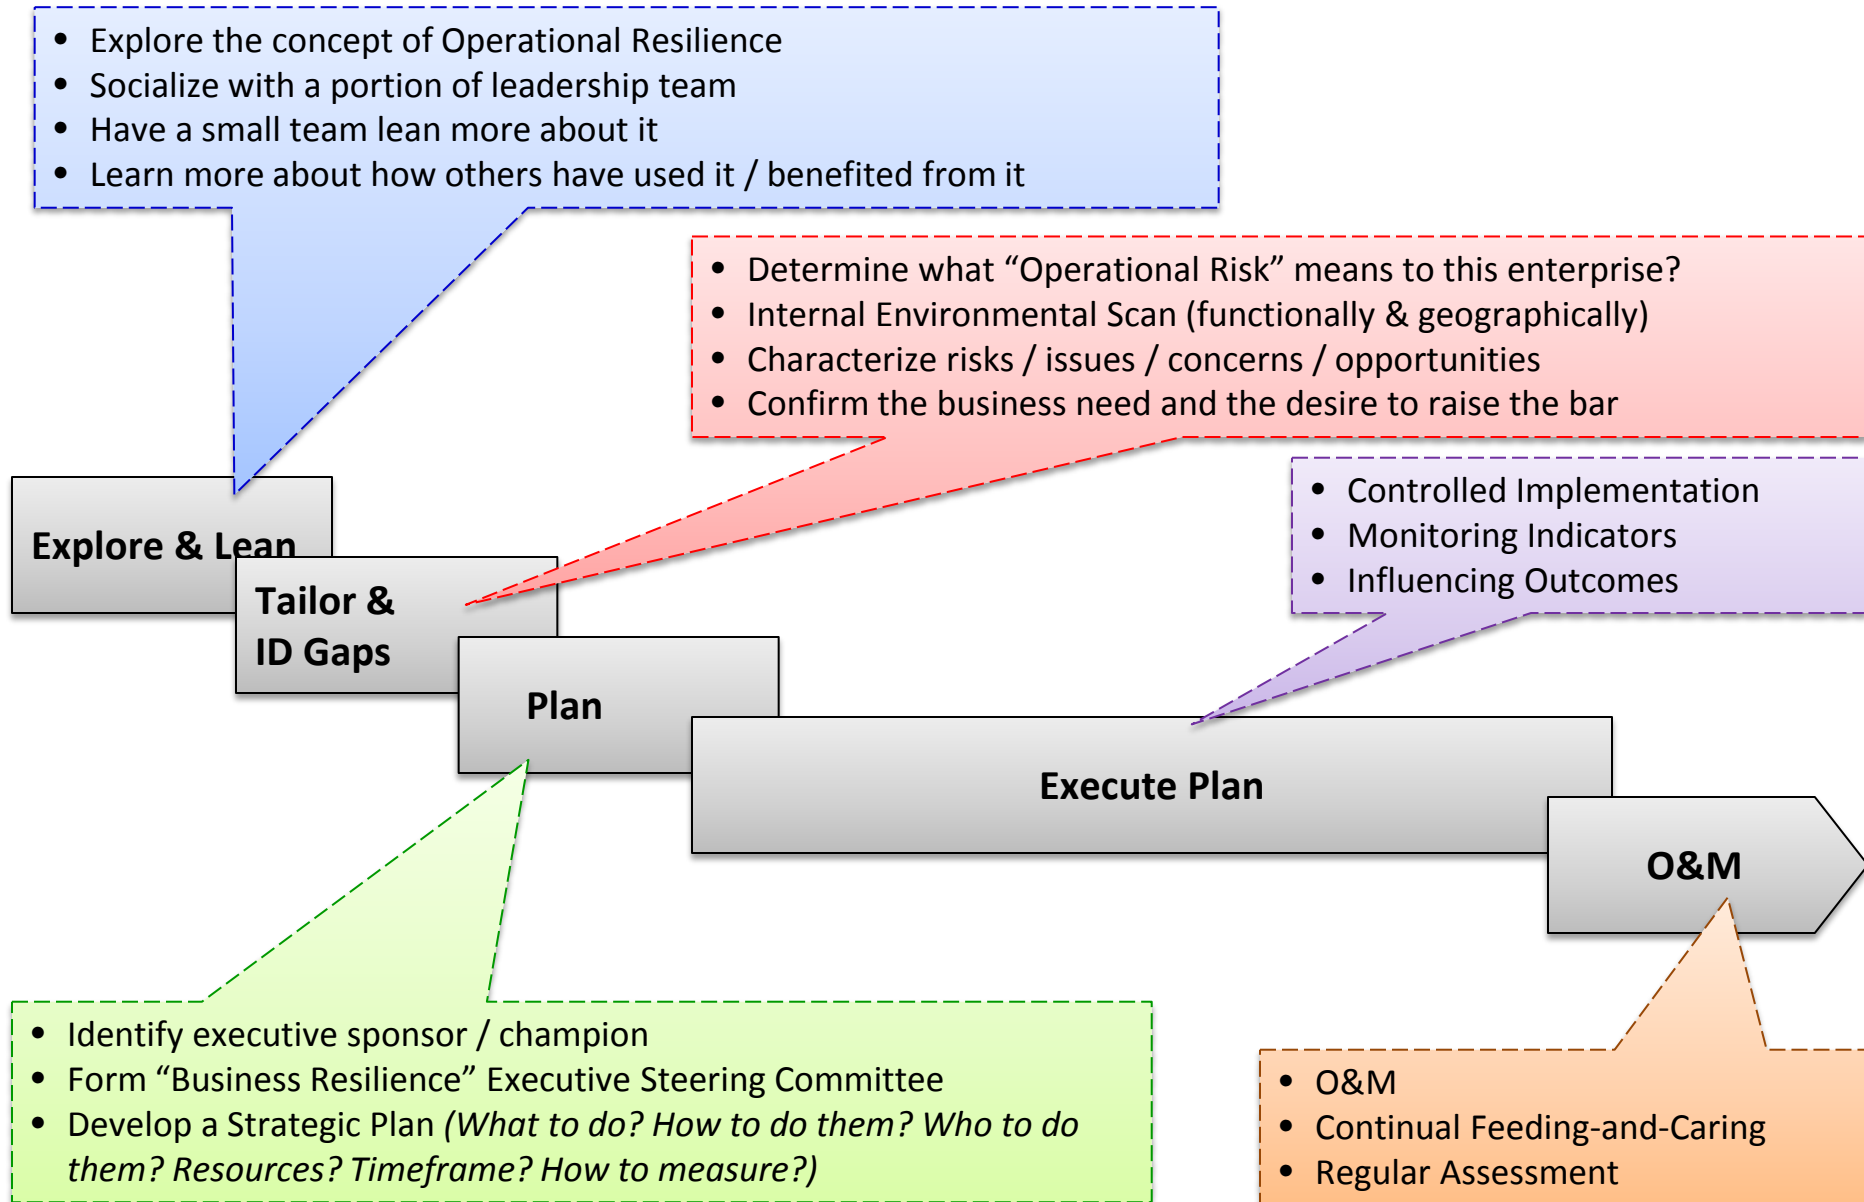 • Explore the concept of Operational Resilience
• Socialize with a portion of leadership team
• Have a small team lean more about it
• Learn more about how others have used it / benefited from it
• Determine what “Operational Risk” means to this enterprise?
• Internal Environmental Scan (functionally & geographically)
• Characterize risks / issues / concerns / opportunities
• Confirm the business need and the desire to raise the bar
• Controlled Implementation
• Monitoring Indicators
• Influencing Outcomes
Explore & Lean
Tailor &
ID Gaps
Plan
Execute Plan
O&M
• Identify executive sponsor / champion
• Form “Business Resilience” Executive Steering Committee
• Develop a Strategic Plan (What to do? How to do them? Who to do
them? Resources? Timeframe? How to measure?)
• O&M
• Continual Feeding-and-Caring
• Regular Assessment